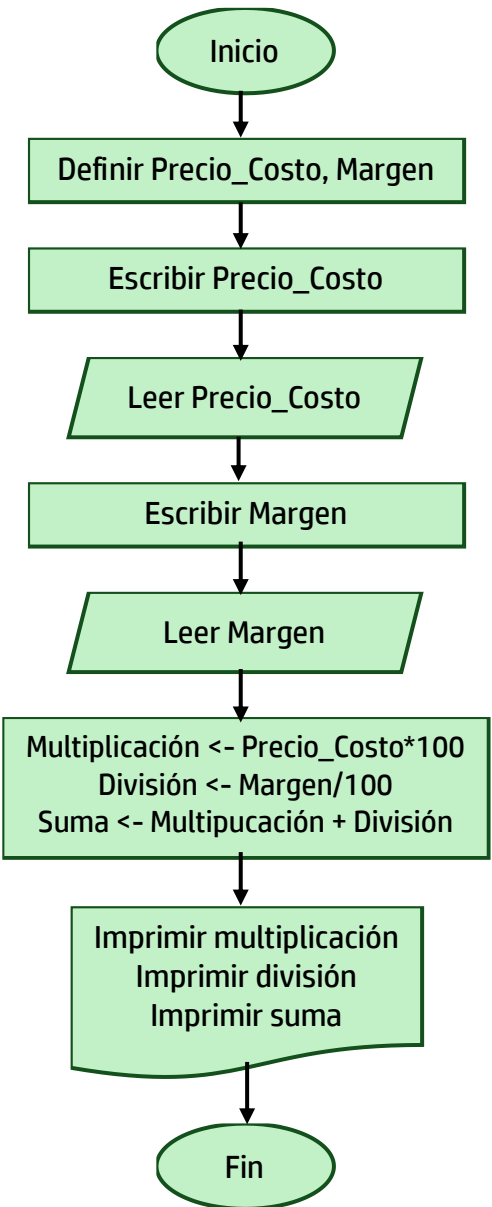 Inicio
Definir Precio_Costo, Margen
Escribir Precio_Costo
Leer Precio_Costo
Escribir Margen
Leer Margen
Multiplicación <- Precio_Costo*100
División <- Margen/100
Suma <- Multipucación + División
Imprimir multiplicación
Imprimir división
Imprimir suma
Fin